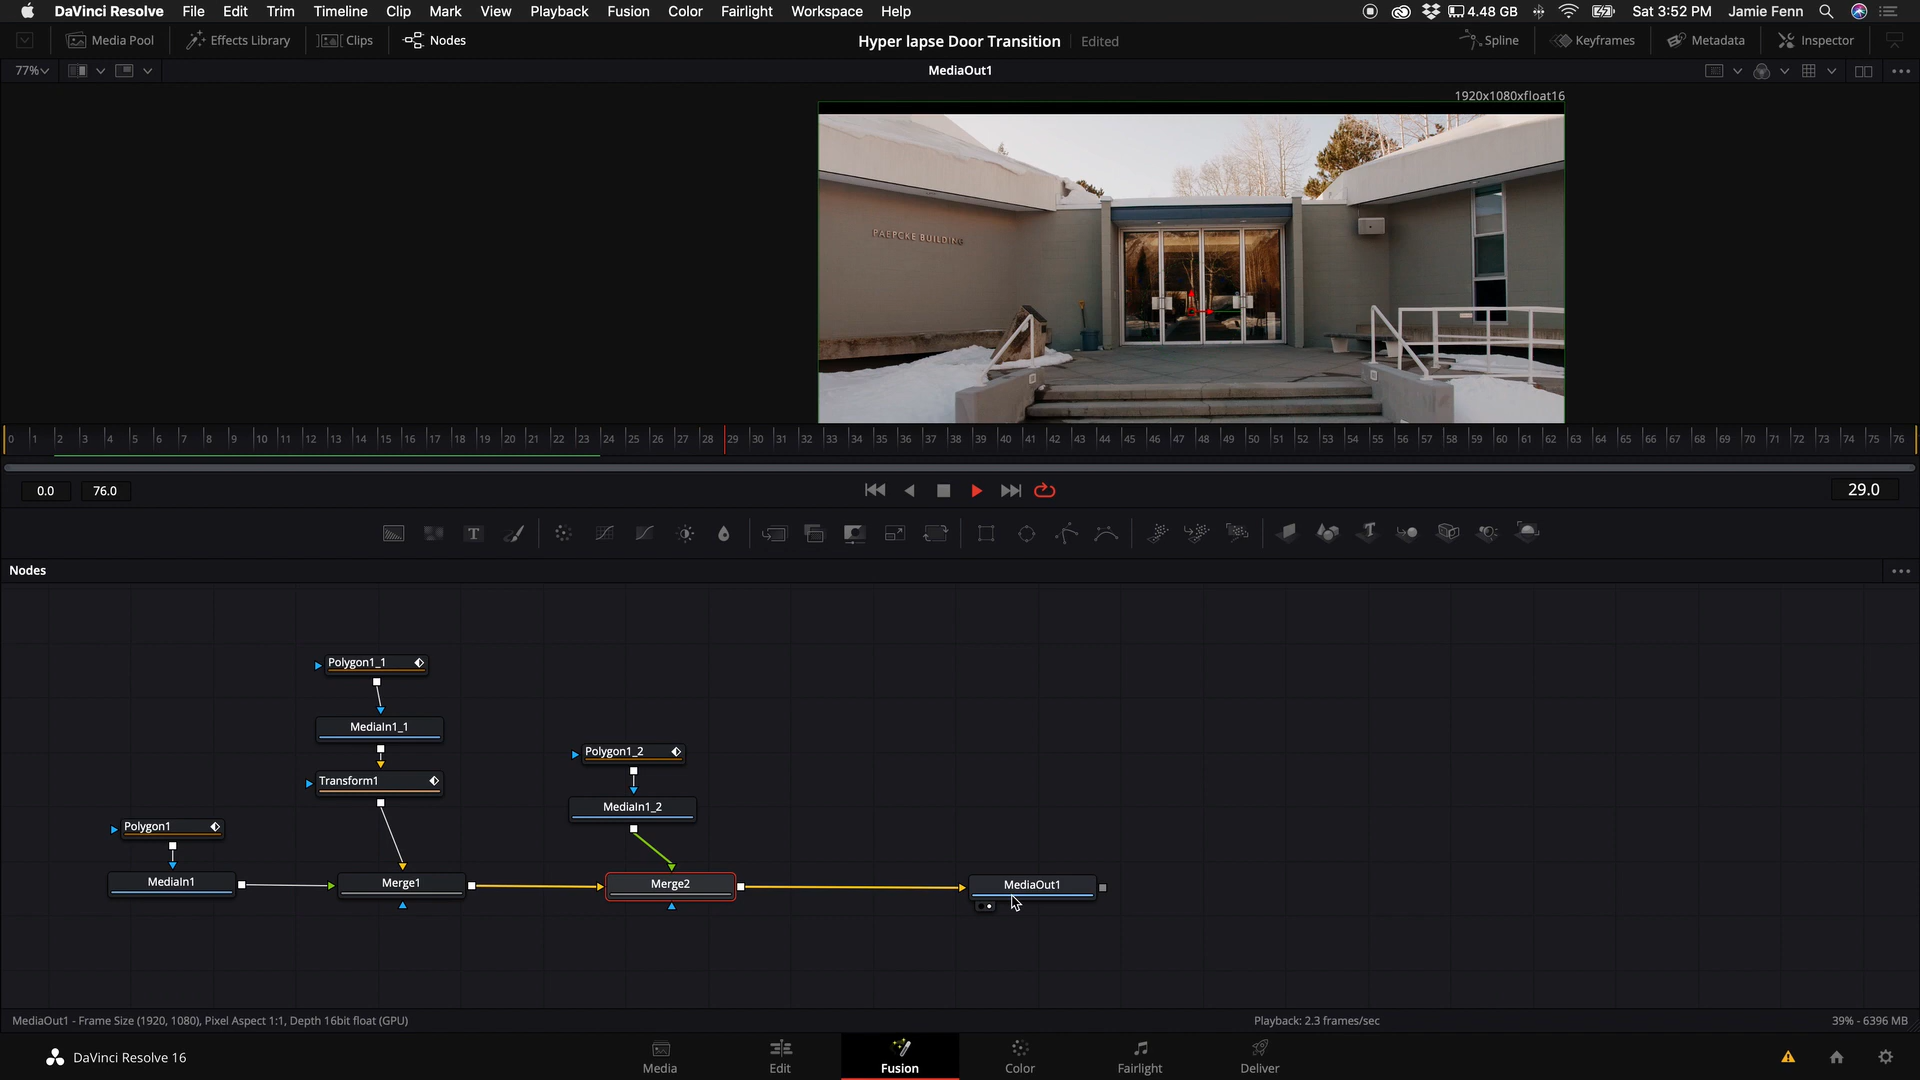 DaVinci Resolve File Edit Trim Timeline Clip Mark View Playback Fusion Color Fairlight Workspace Help 4.48 GB Sat 3:52 PM Jamie Fenn
Media Pool Effects Library Clips Nodes Hyper lapse Door Transition Edited Spline Keyframes Metadata Inspector
77% MediaOut1
1920x1080xfloat16
PAEPCKE BUILDING
0 1 2 3 4 5 6 7 8 9 10 11 12 13 14 15 16 17 18 19 20 21 22 23 24 25 26 27 28 29 30 31 32 33 34 35 36 37 38 39 40 41 42 43 44 45 46 47 48 49 50 51 52 53 54 55 56 57 58 59 60 61 62 63 64 65 66 67 68 69 70 71 72 73 74 75 76
0.0 76.0 29.0
Nodes
Polygon1_1
MediaIn1_1
Polygon1_2
Transform1
MediaIn1_2
Polygon1
MediaIn1 Merge1 Merge2 MediaOut1
MediaOut1 - Frame Size (1920, 1080), Pixel Aspect 1:1, Depth 16bit float (GPU) Playback: 2.3 frames/sec 39% - 6396 MB
DaVinci Resolve 16 Media Edit Fusion Color Fairlight Deliver